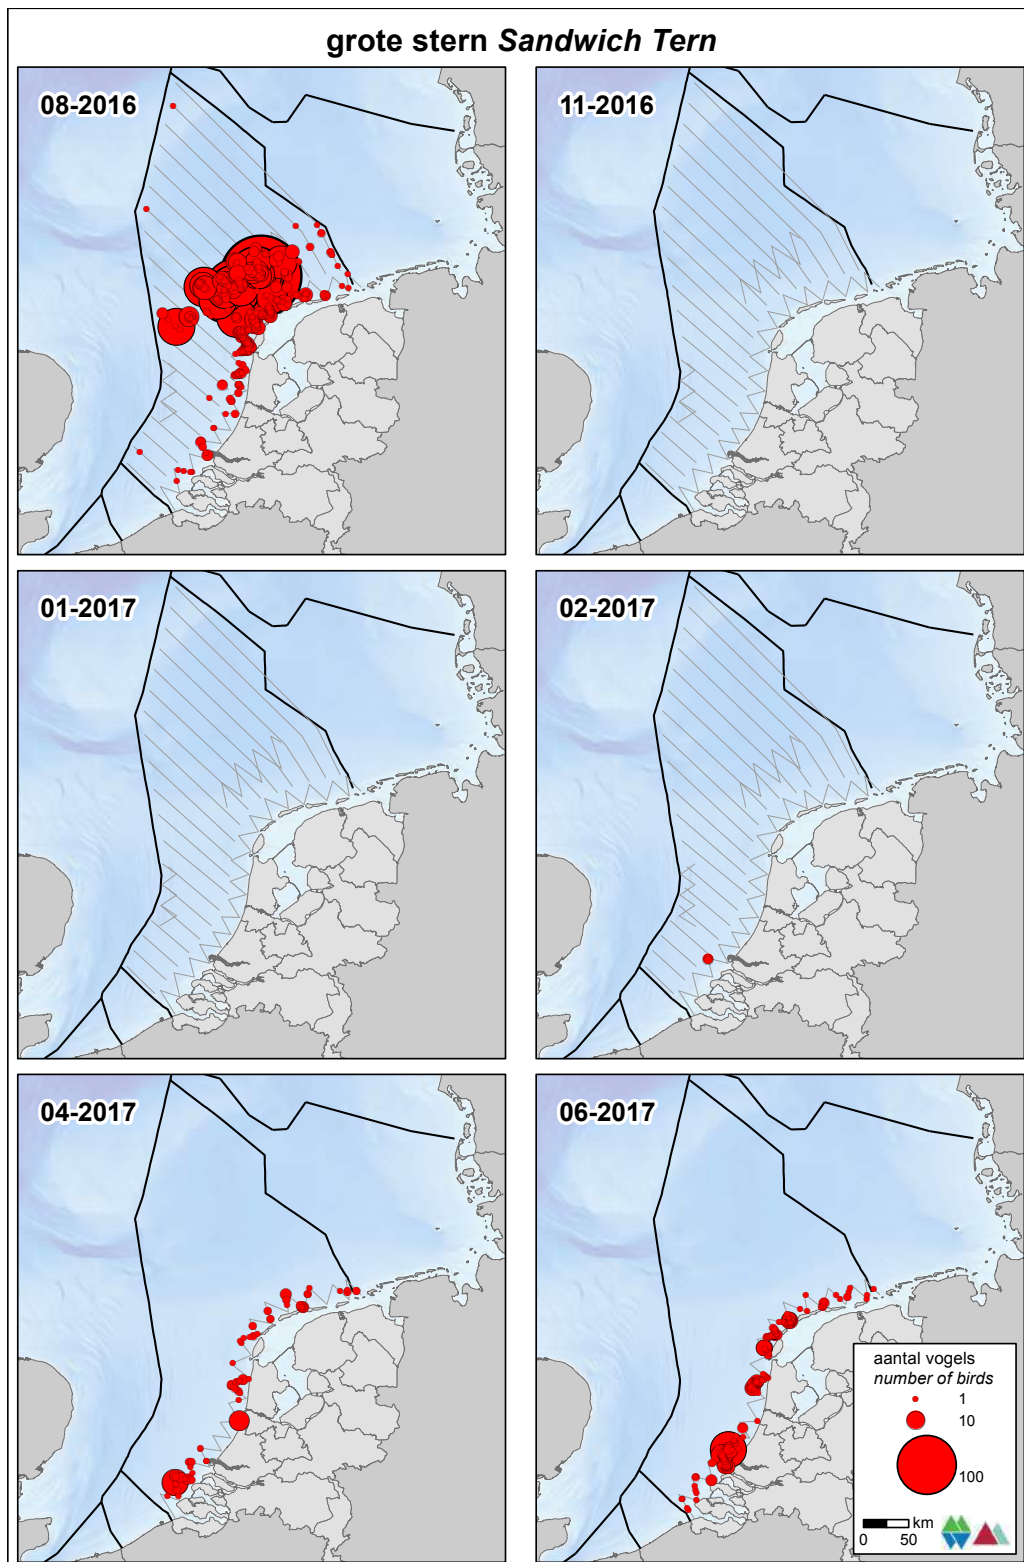 grote stern Sandwich Tern
08-2016
11-2016
01-2017
02-2017
04-2017
06-2017
aantal vogels
number of birds
1
10
100
km
0 50